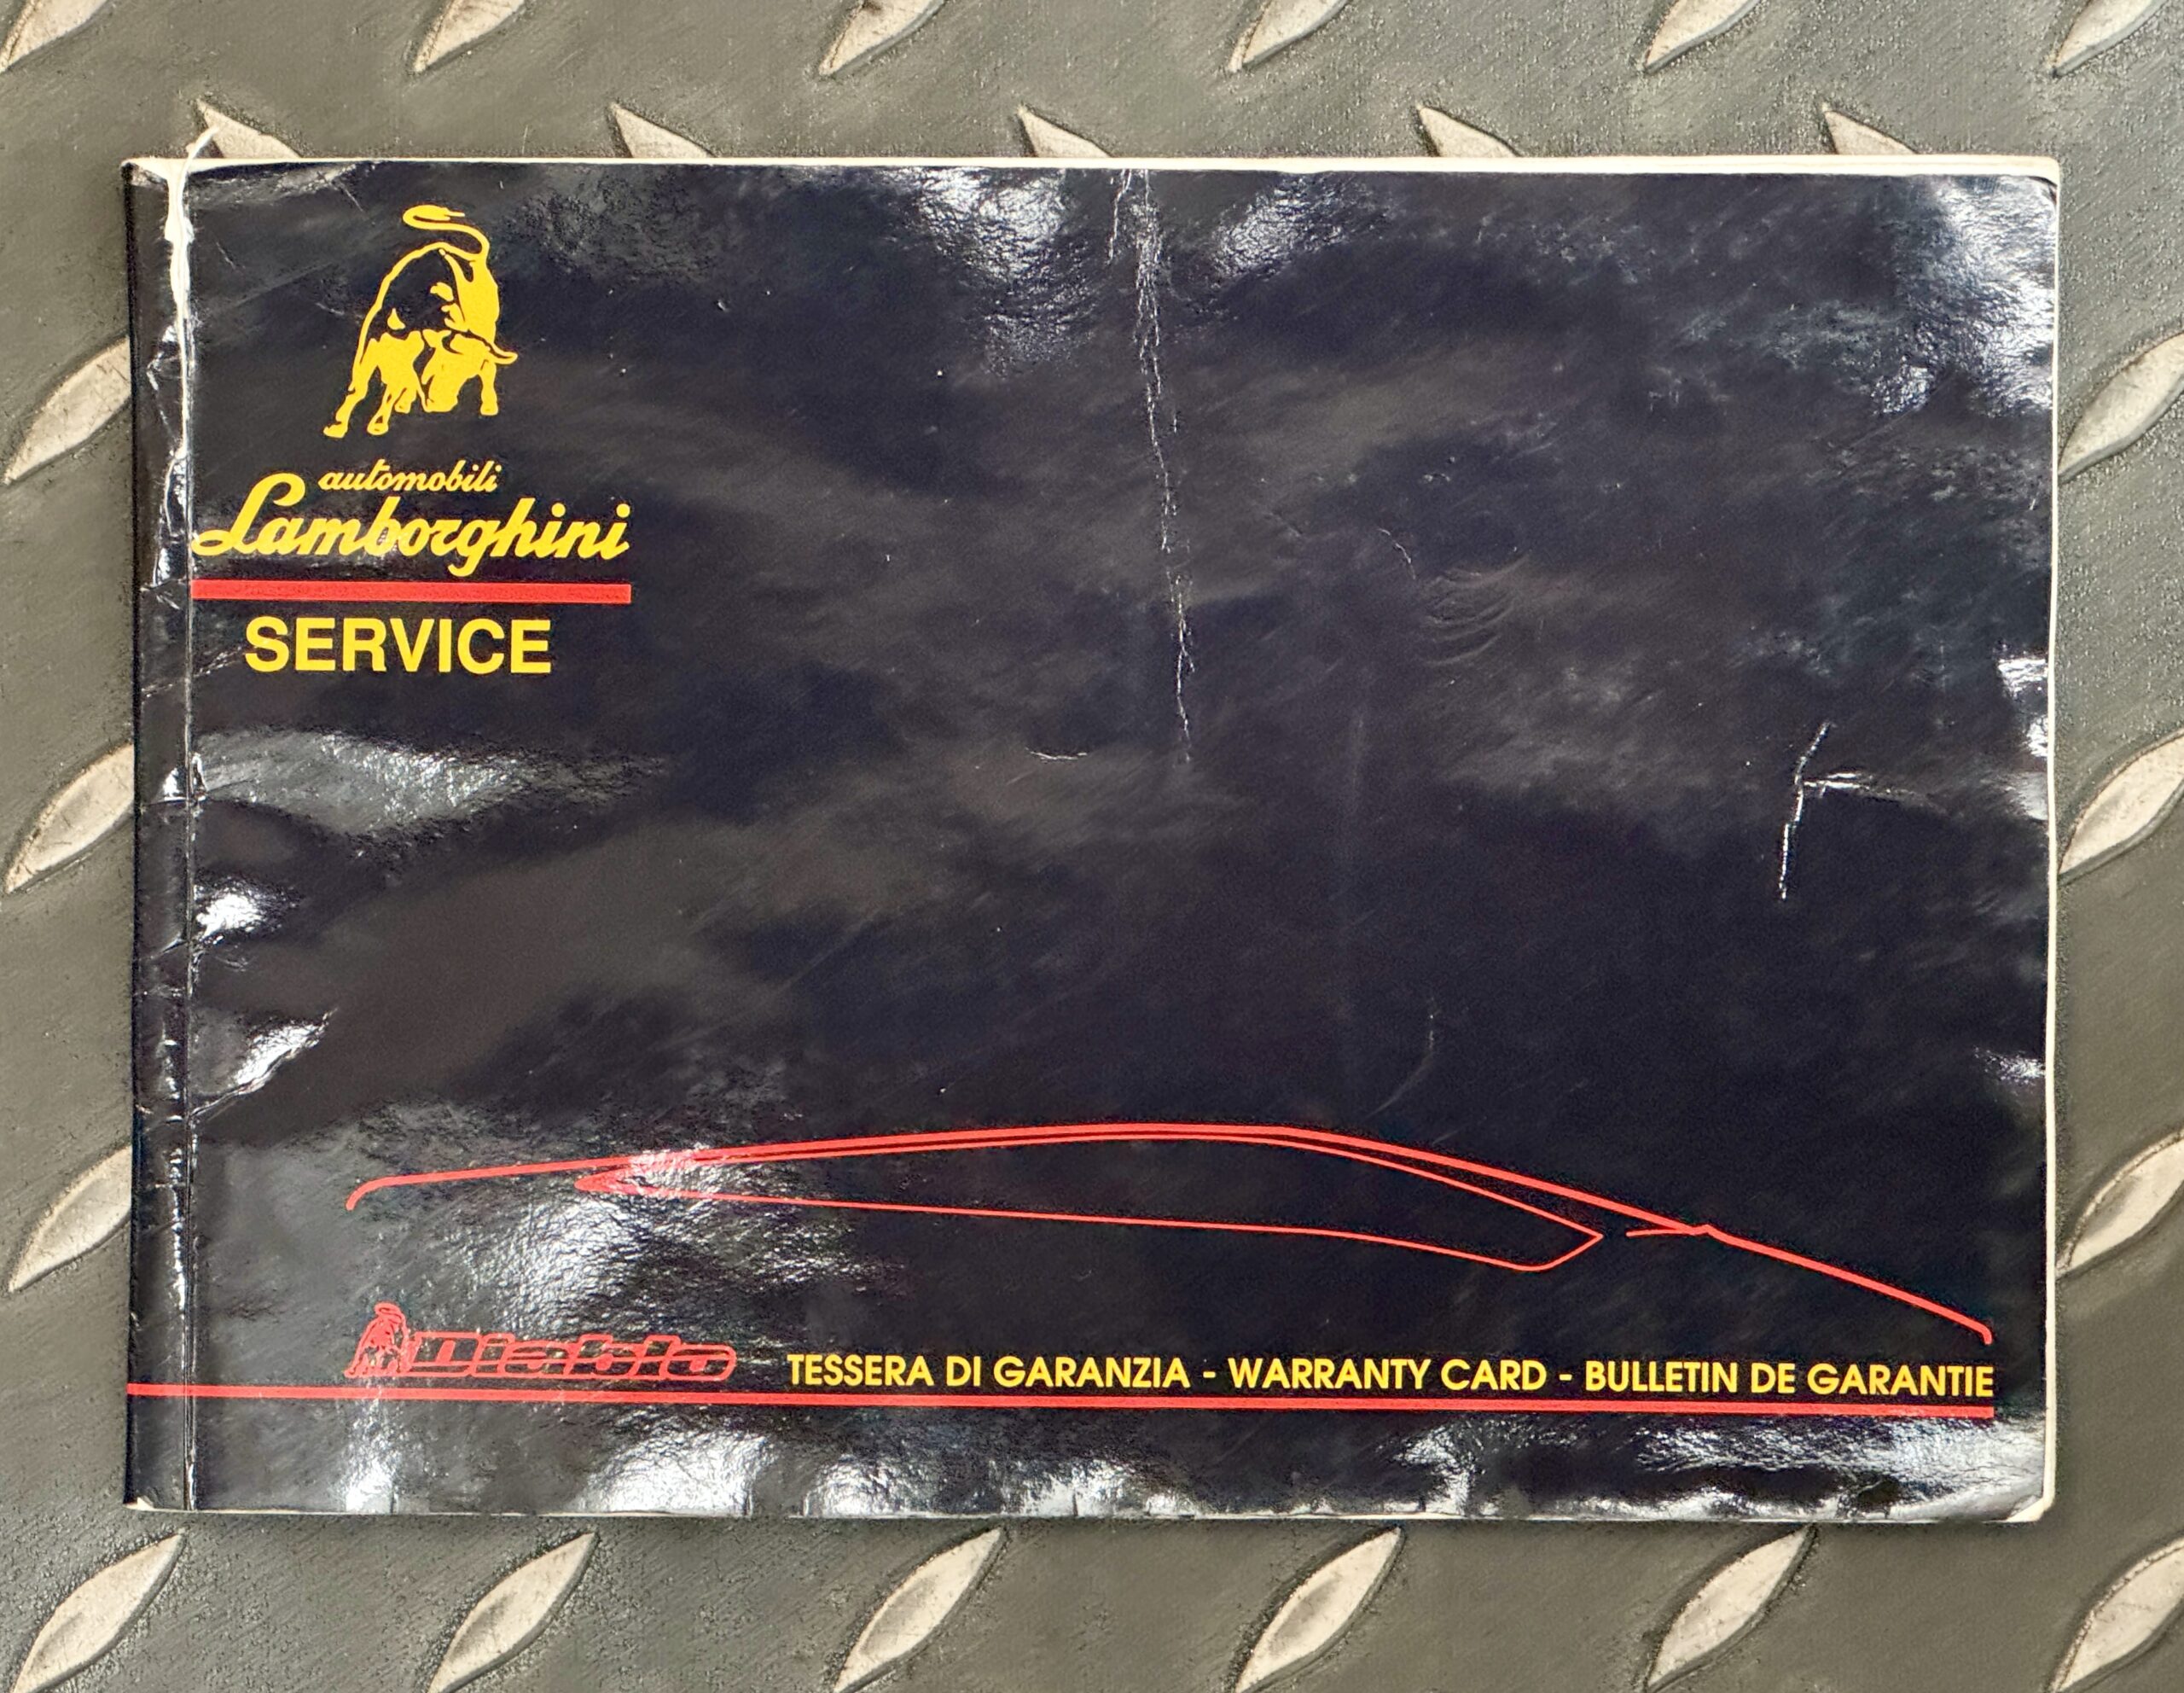 automobili
Lamborghini
SERVICE
Diablo
TESSERA DI GARANZIA - WARRANTY CARD - BULLETIN DE GARANTIE